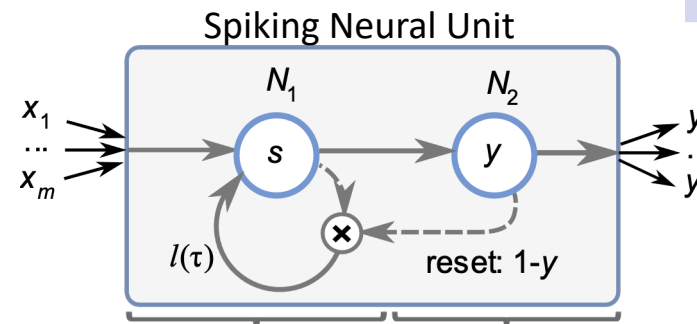 Spiking Neural Unit
N₁
N₂
x₁
...
xₘ
s
y
y
y
×
l(τ)
reset: 1-y